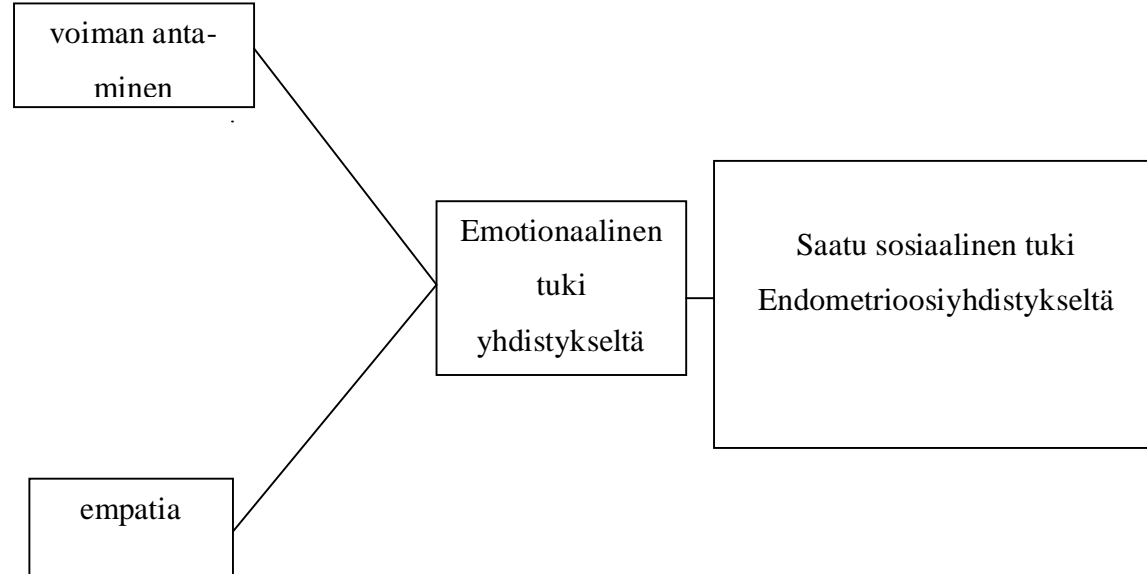 voiman anta-
minen
Emotionaalinen
tuki
yhdistykseltä
Saatu sosiaalinen tuki
Endometrioosiyhdistykseltä
empatia